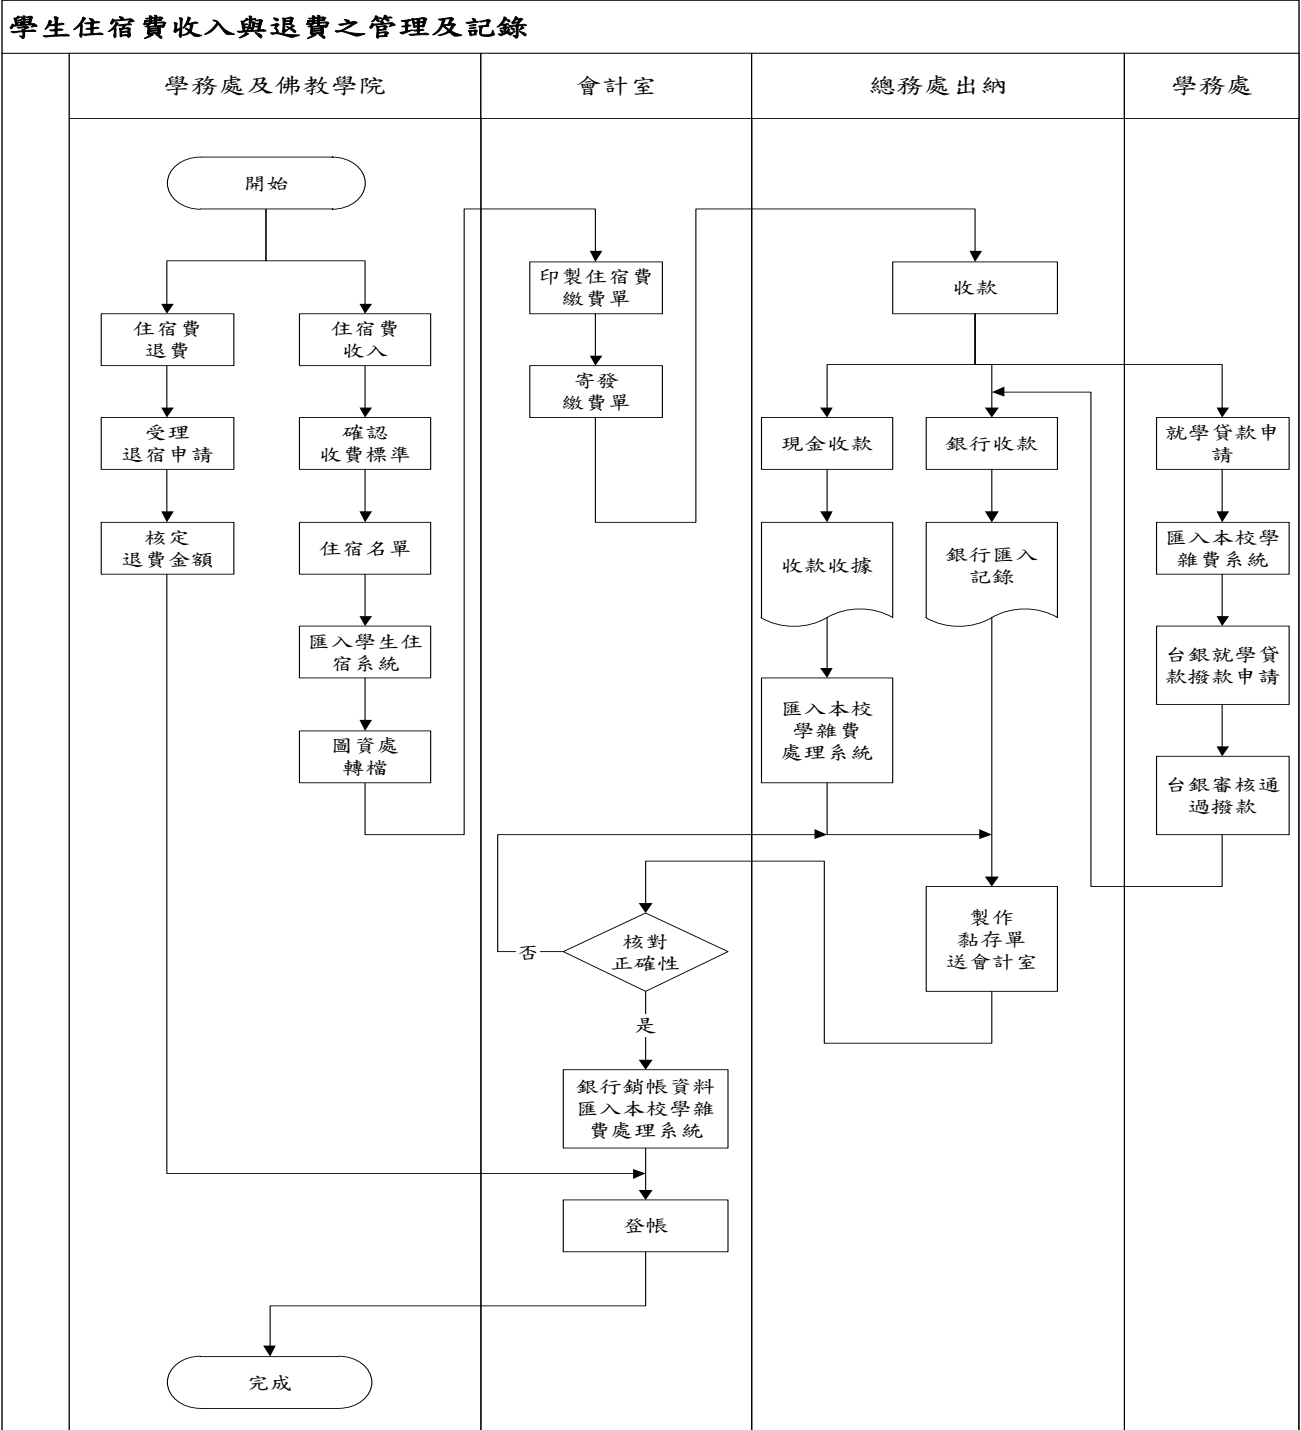 學生住宿費收入與退費之管理及記錄
學務處及佛教學院
會計室
總務處出納
學務處
開始
住宿費
退費
受理
退宿申請
核定
退費金額
住宿費
收入
確認
收費標準
住宿名單
匯入學生住
宿系統
圖資處
轉檔
印製住宿費
繳費單
寄發
繳費單
收款
現金收款
收款收據
匯入本校
學雜費
處理系統
銀行收款
銀行匯入
記錄
就學貸款申
請
匯入本校學
雜費系統
台銀就學貸
款撥款申請
台銀審核通
過撥款
製作
黏存單
送會計室
核對
正確性
否
是
銀行銷帳資料
匯入本校學雜
費處理系統
登帳
完成